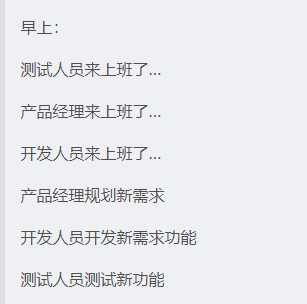 早上：
测试人员来上班了...
产品经理来上班了...
开发人员来上班了...
产品经理规划新需求
开发人员开发新需求功能
测试人员测试新功能